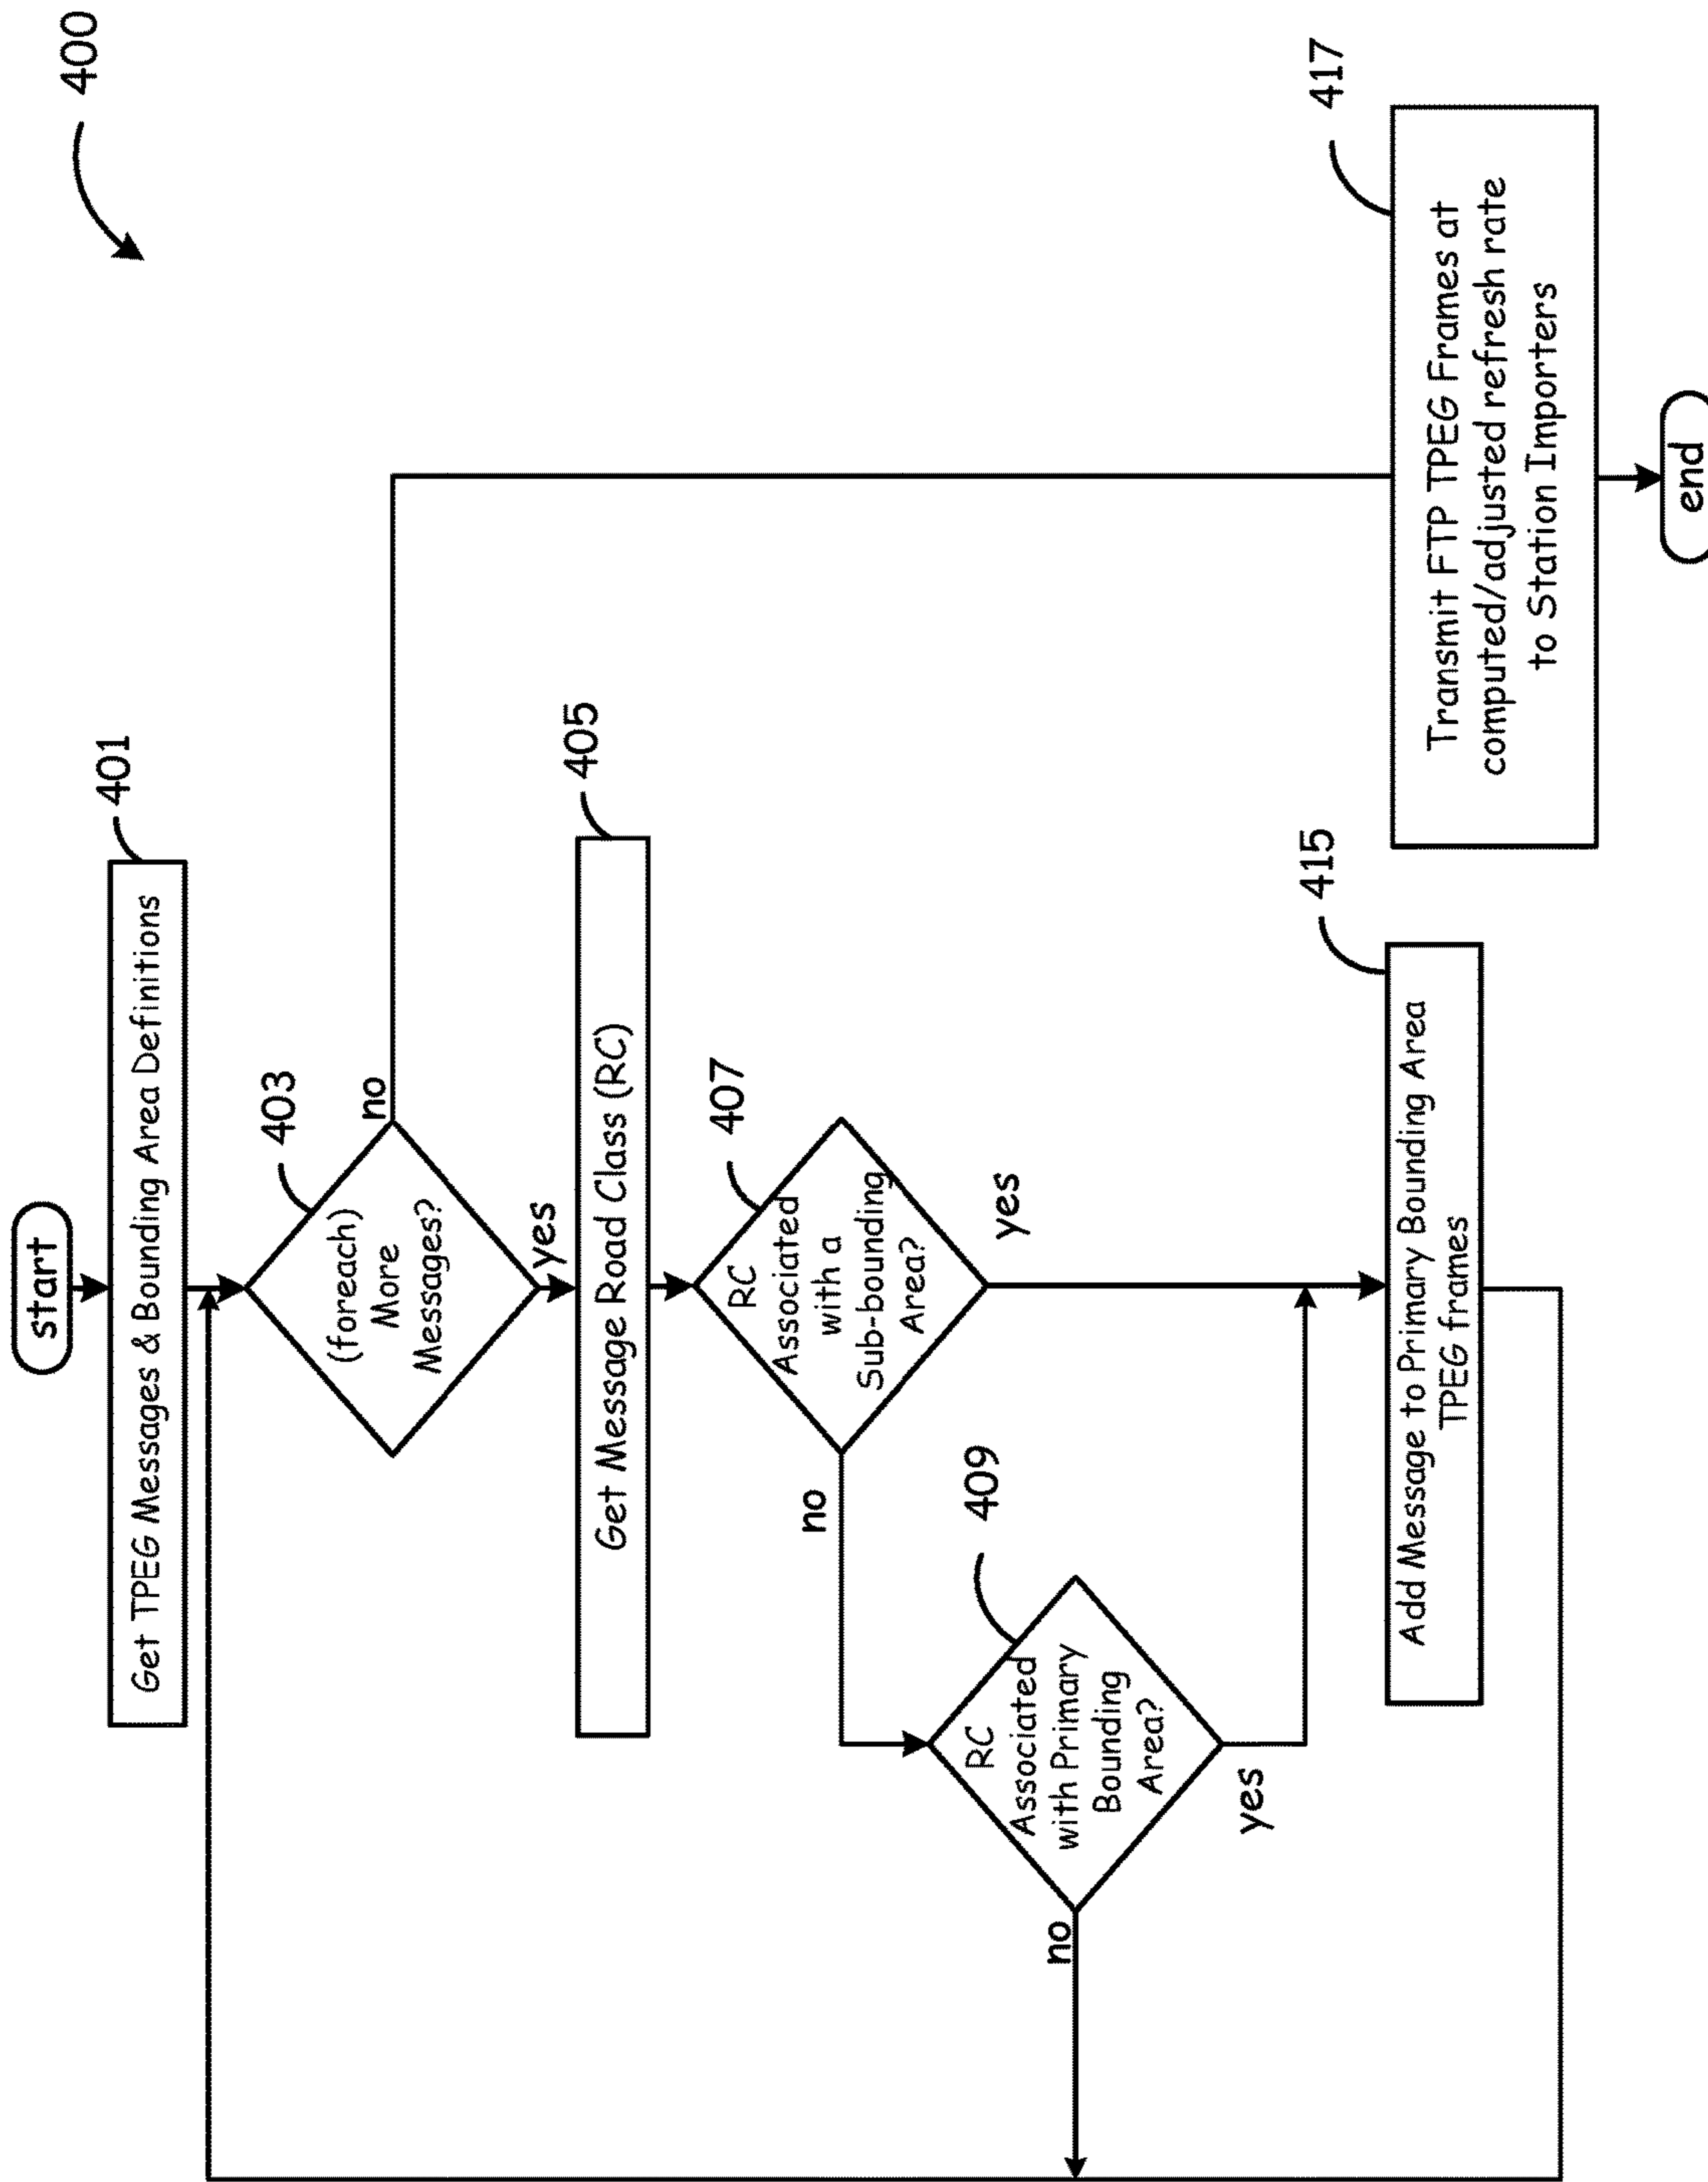 400
start
401
Get TPEG Messages & Bounding Area Definitions
403
(foreach)
More
Messages?
no
yes
405
Get Message Road Class (RC)
407
RC
Associated
with a
Sub-bounding
Area?
no
yes
409
RC
Associated
with Primary
Bounding
Area?
no
yes
415
Add Message to Primary Bounding Area
TPEG frames
417
Transmit FTP TPEG Frames at
computed/adjusted refresh rate
to Station Importers
end